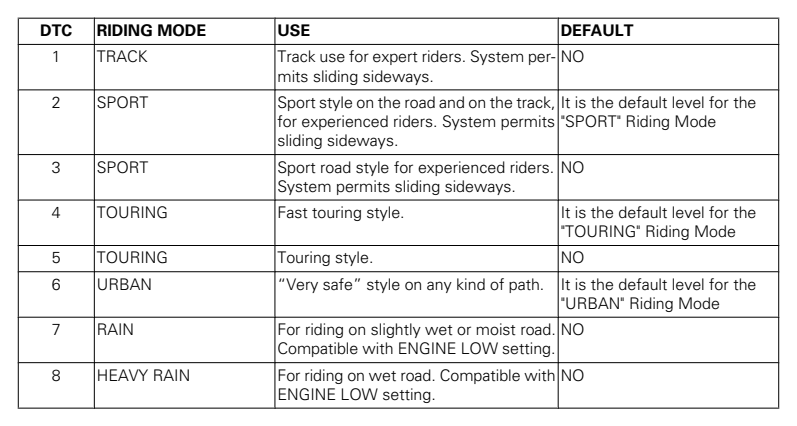 DTC RIDING MODE USE DEFAULT
1 TRACK Track use for expert riders. System per- NO
mits sliding sideways.
2 SPORT Sport style on the road and on the track, It is the default level for the
for experienced riders. System permits "SPORT" Riding Mode
sliding sideways.
3 SPORT Sport road style for experienced riders. NO
System permits sliding sideways.
4 TOURING Fast touring style. It is the default level for the
"TOURING" Riding Mode
5 TOURING Touring style. NO
6 URBAN “Very safe” style on any kind of path. It is the default level for the
"URBAN" Riding Mode
7 RAIN For riding on slightly wet or moist road. NO
Compatible with ENGINE LOW setting.
8 HEAVY RAIN For riding on wet road. Compatible with NO
ENGINE LOW setting.